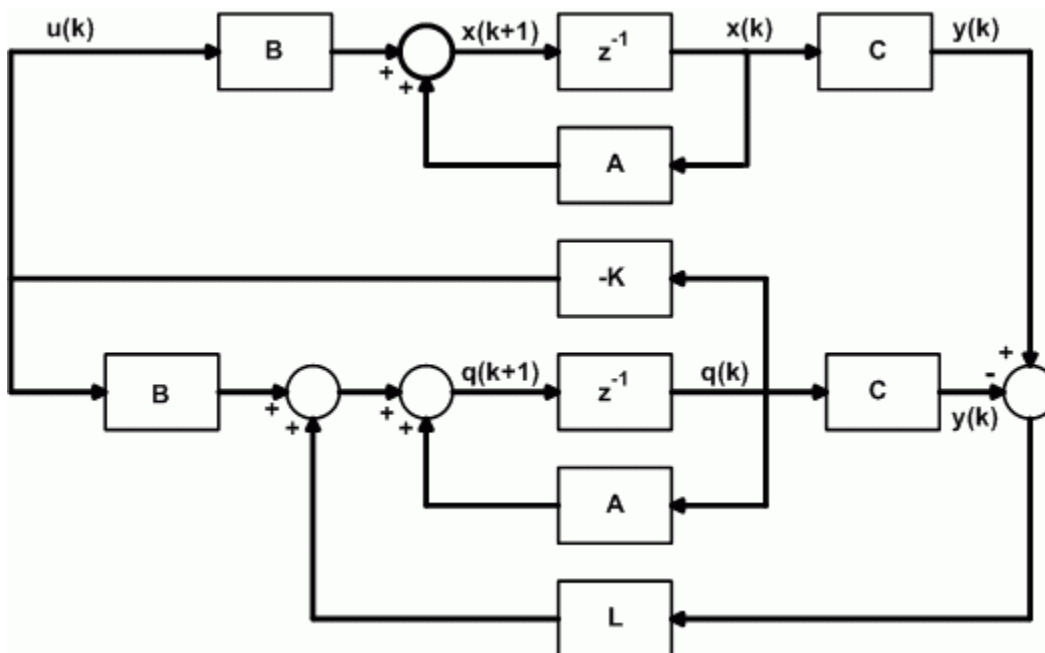 u(k)
B
+
+
x(k+1)
z-1
x(k)
C
y(k)
A
-K
B
+
+
+
+
q(k+1)
z-1
q(k)
C
+
-
y(k)
A
L